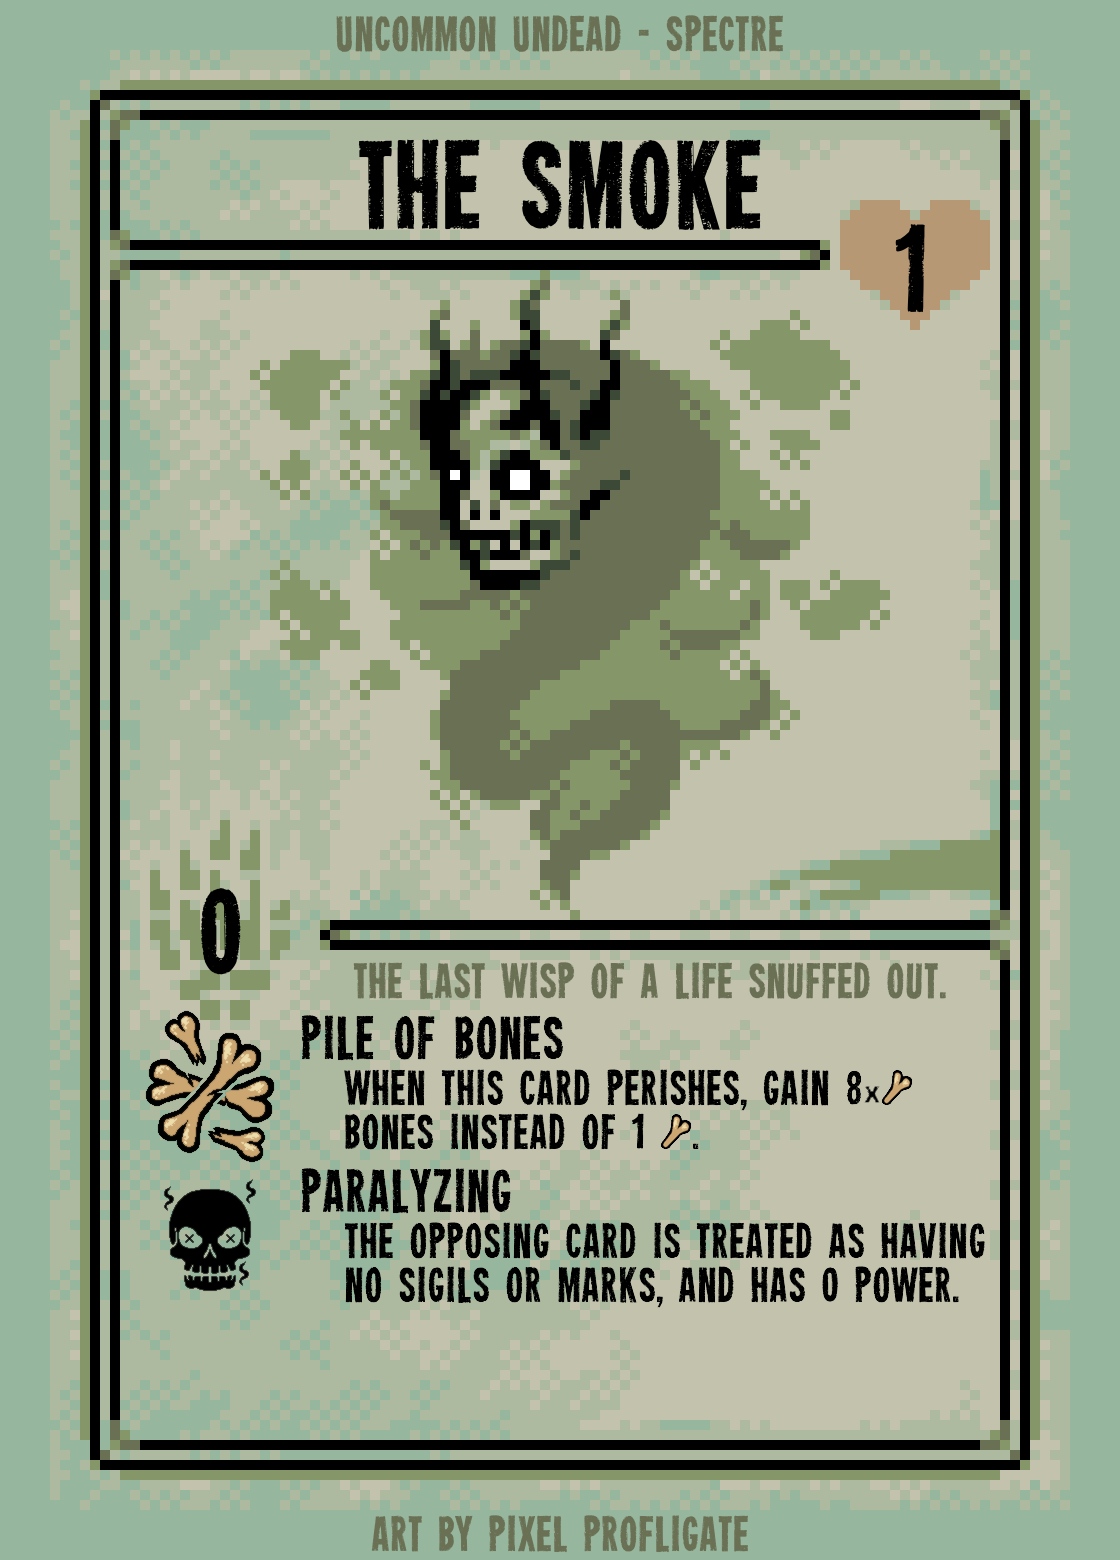 UNCOMMON UNDEAD - SPECTRE
THE SMOKE
1
0
THE LAST WISP OF A LIFE SNUFFED OUT.
PILE OF BONES
WHEN THIS CARD PERISHES, GAIN 8x
BONES INSTEAD OF 1 .
PARALYZING
THE OPPOSING CARD IS TREATED AS HAVING
NO SIGILS OR MARKS, AND HAS 0 POWER.
ART BY PIXEL PROFLIGATE